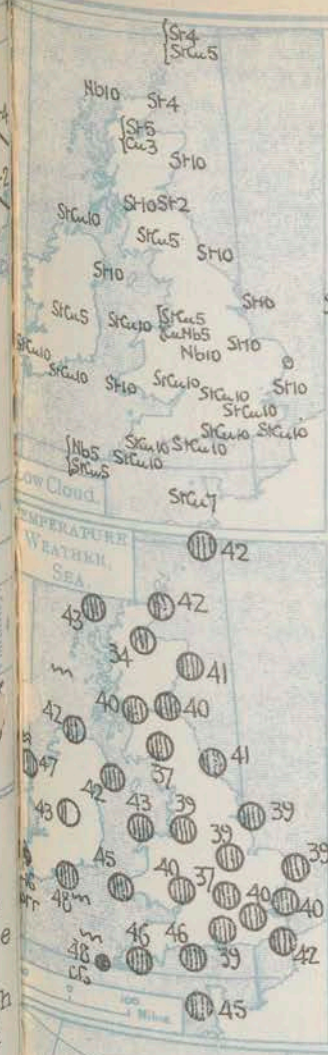 {St4
{StCu5
Nb10 St4
{St5
{Cu3
St10
St10 St2
StCu10
StCu5
St10
St10
St10
StCu5 StCu10 {StCu5
{CuNb5
Nb10 St10
StCu10
StCu10 St10 StCu10 StCu10 St10
StCu10
StCu10 StCu10
StCu10 StCu10
{Nb5
{StCu5
StCu10
StCu7
Low Cloud.
TEMPERATURE
WEATHER.
SEA.
42
43 42
34
41
40 40
42
37
47 41
42
43 43 39 39
39
45 40 37 39
48 40 40
46 46 39 42
48
45
100
Miles